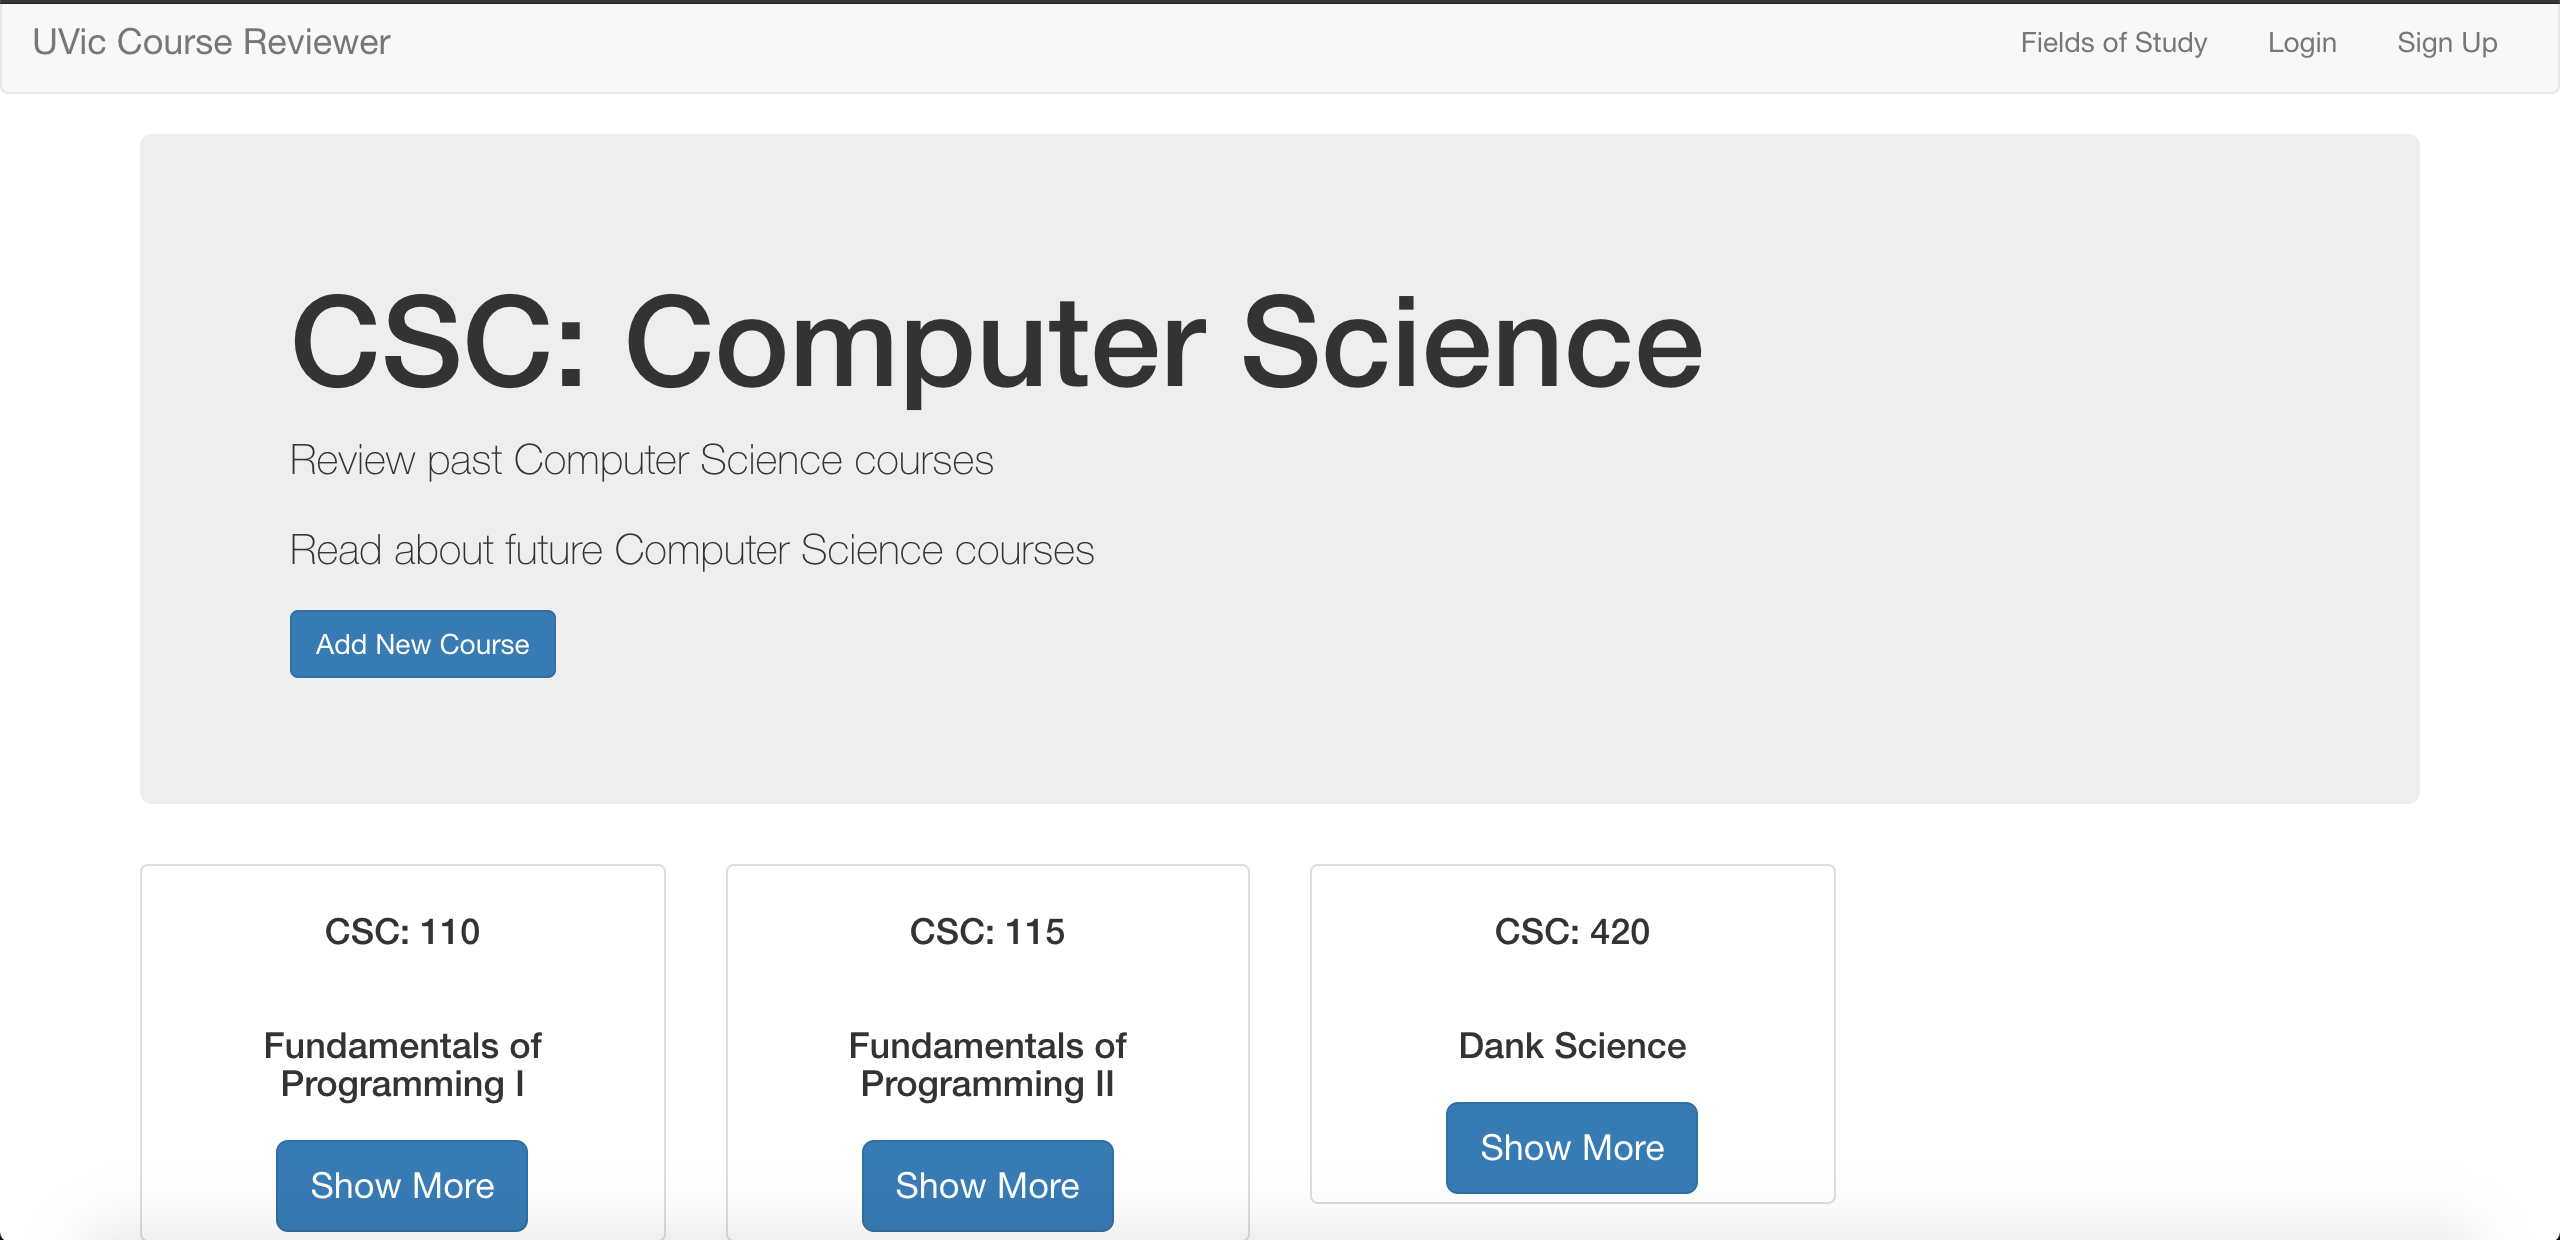 UVic Course Reviewer
Fields of Study
Login
Sign Up
CSC: Computer Science
Review past Computer Science courses
Read about future Computer Science courses
Add New Course
CSC: 110
Fundamentals of
Programming I
Show More
CSC: 115
Fundamentals of
Programming II
Show More
CSC: 420
Dank Science
Show More